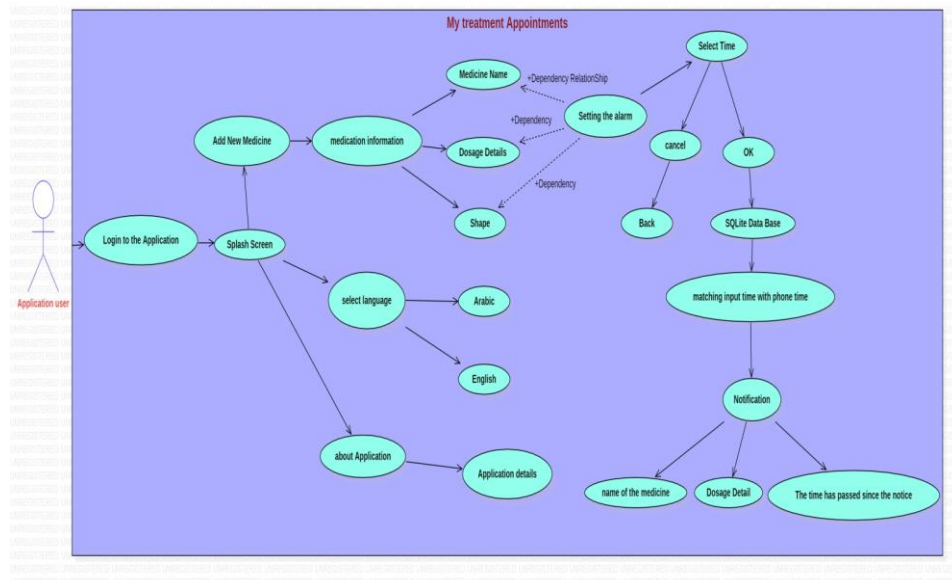 My treatment Appointments
Select Time
Medicine Name
+Dependency RelationShip
Setting the alarm
+Dependency
Add New Medicine
medication information
Dosage Details
cancel
OK
+Dependency
Shape
Back
SQLite Data Base
Login to the Application
Splash Screen
Application user
select language
Arabic
matching input time with phone time
English
Notification
about Application
Application details
name of the medicine
Dosage Detail
The time has passed since the notice